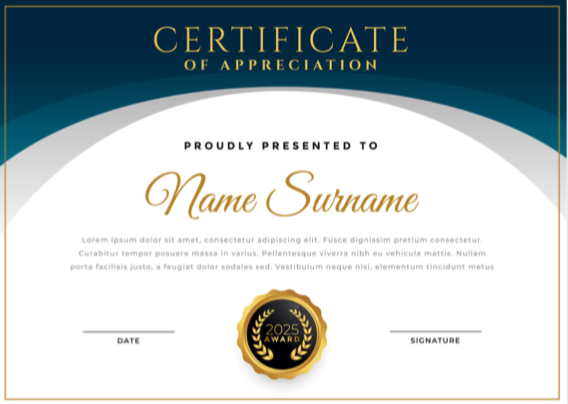 CERTIFICATE
OF APPRECIATION
PROUDLY PRESENTED TO
Name Surname
Lorem ipsum dolor sit amet, consectetur adipiscing elit. Fusce dignissim pretium consectetur.
Curabitur tempor posuere massa in varius. Pellentesque viverra nibh eu vehicula mattis. Nullam
porta facilisis justo, a feugiat dolor sodales sed. Vestibulum neque nisi, elementum tincidunt metus
2025
AWARD
DATE
SIGNATURE